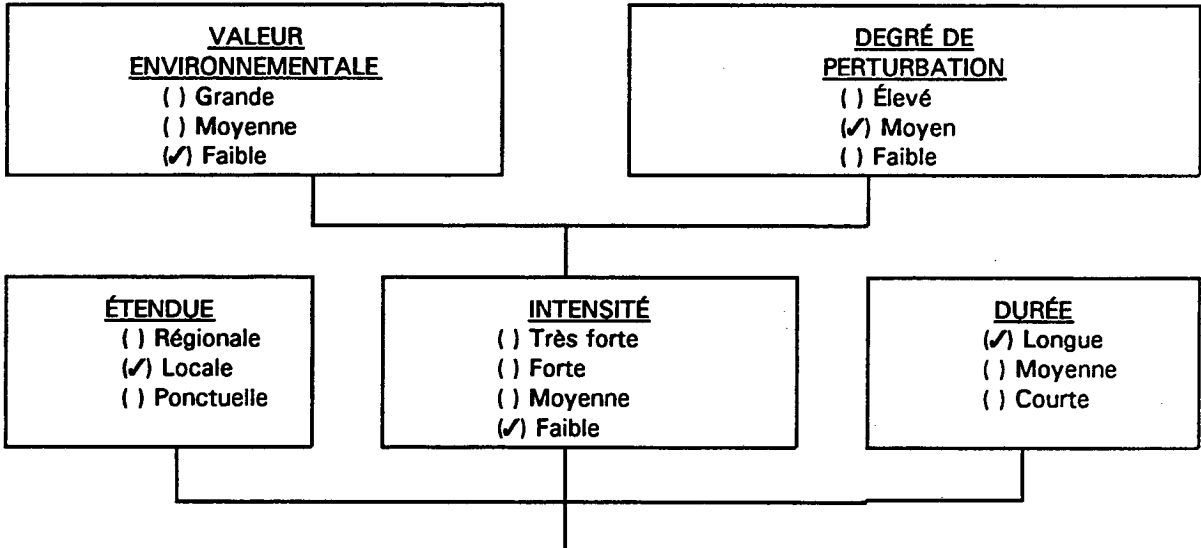 VALEUR
ENVIRONNEMENTALE
( ) Grande
( ) Moyenne
(✓) Faible
DEGRÉ DE
PERTURBATION
( ) Élevé
(✓) Moyen
( ) Faible
ÉTENDUE
( ) Régionale
(✓) Locale
( ) Ponctuelle
INTENSITÉ
( ) Très forte
( ) Forte
( ) Moyenne
(✓) Faible
DURÉE
(✓) Longue
( ) Moyenne
( ) Courte